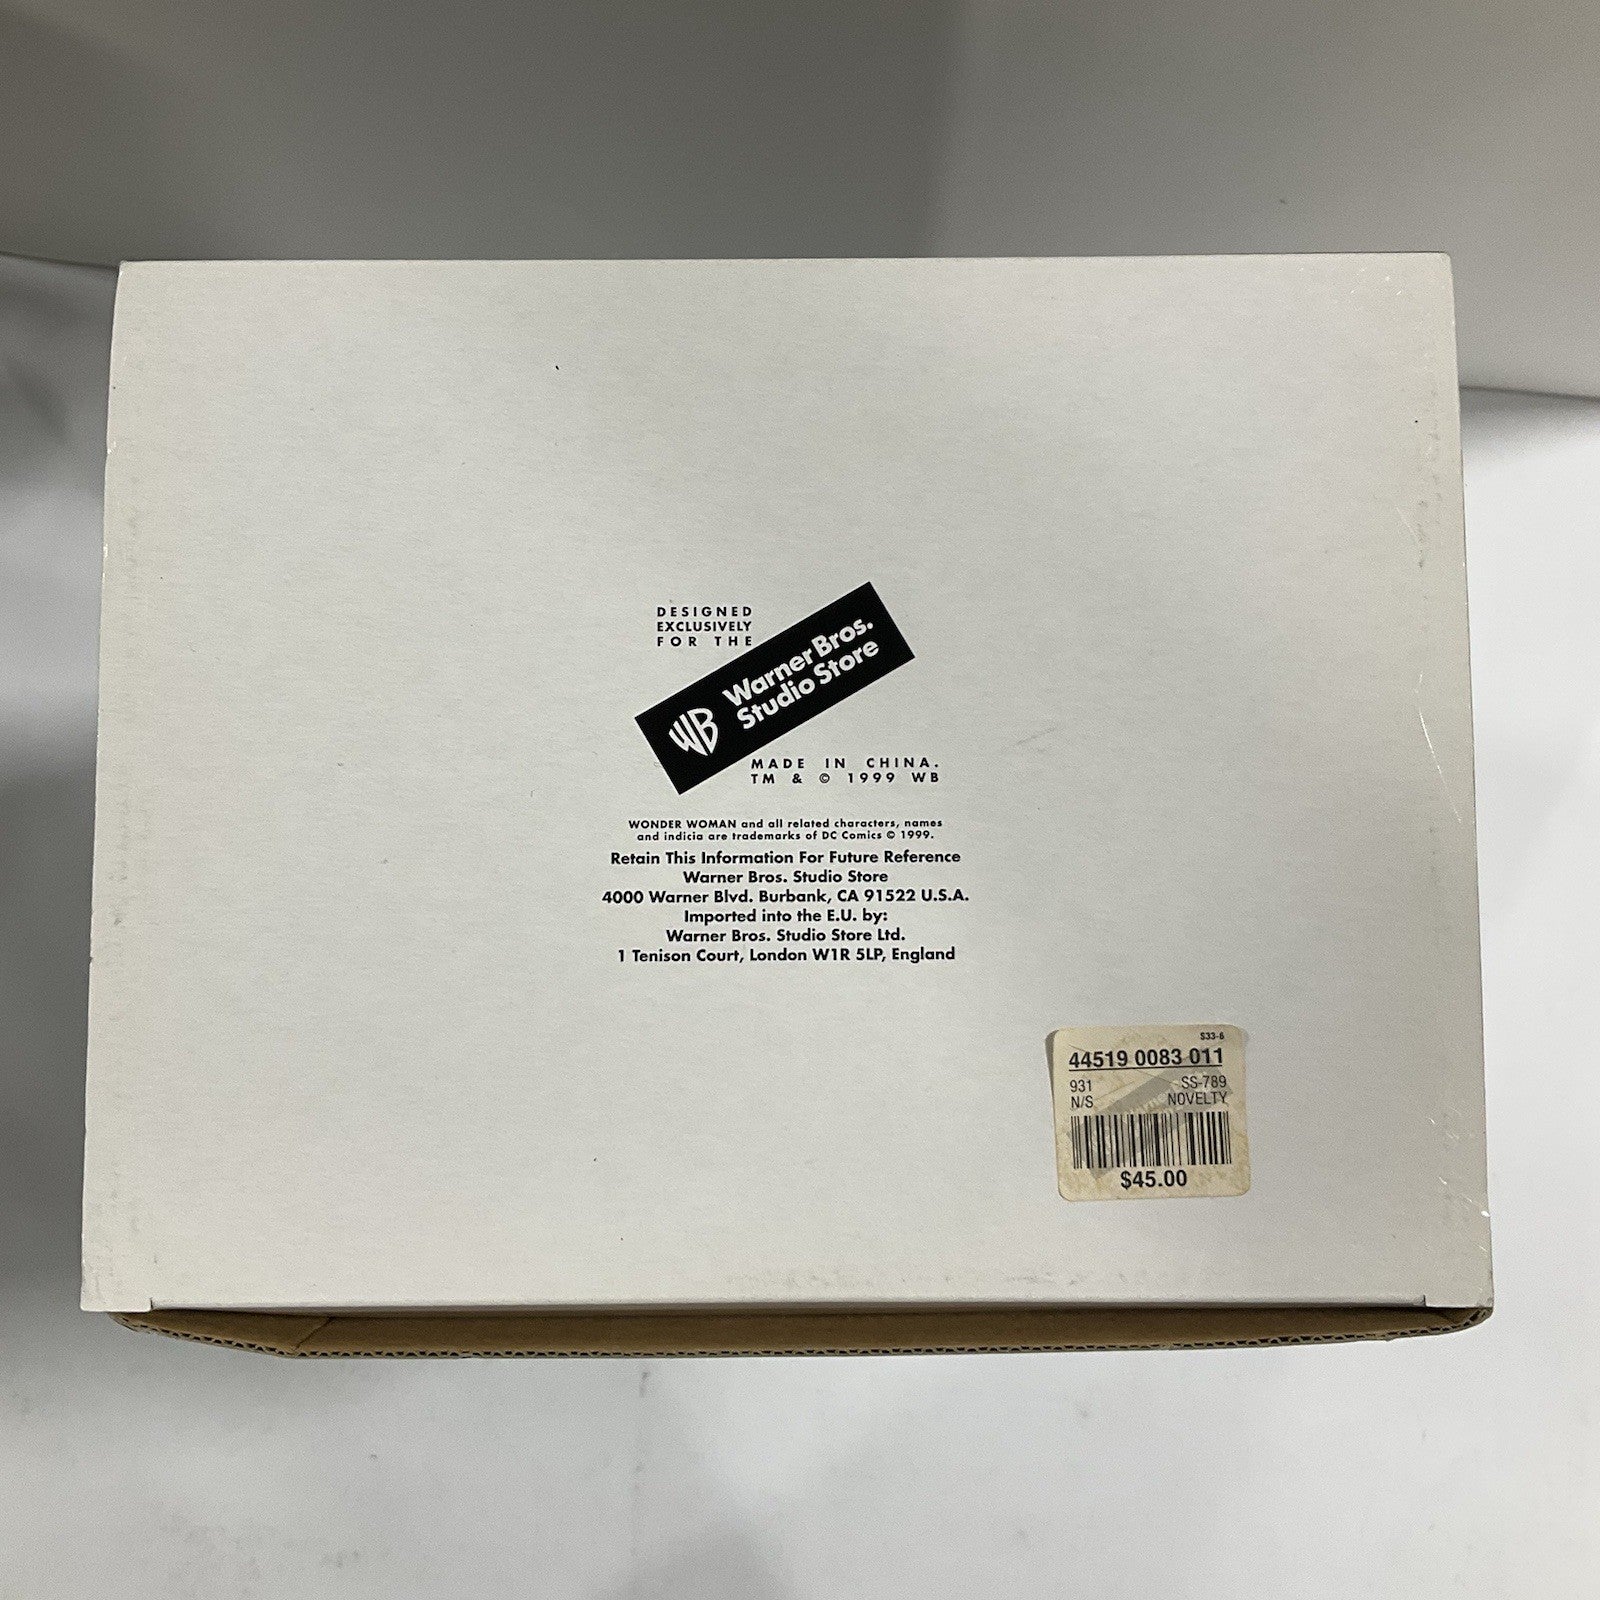 DESIGNED
EXCLUSIVELY
FOR THE
WB Warner Bros.
Studio Store
MADE IN CHINA.
TM & © 1999 WB
WONDER WOMAN and all related characters, names
and indicia are trademarks of DC Comics © 1999.
Retain This Information For Future Reference
Warner Bros. Studio Store
4000 Warner Blvd. Burbank, CA 91522 U.S.A.
Imported into the E.U. by:
Warner Bros. Studio Store Ltd.
1 Tenison Court, London W1R 5LP, England
S33-6
44519 0083 011
931 SS-789
N/S NOVELTY
$45.00